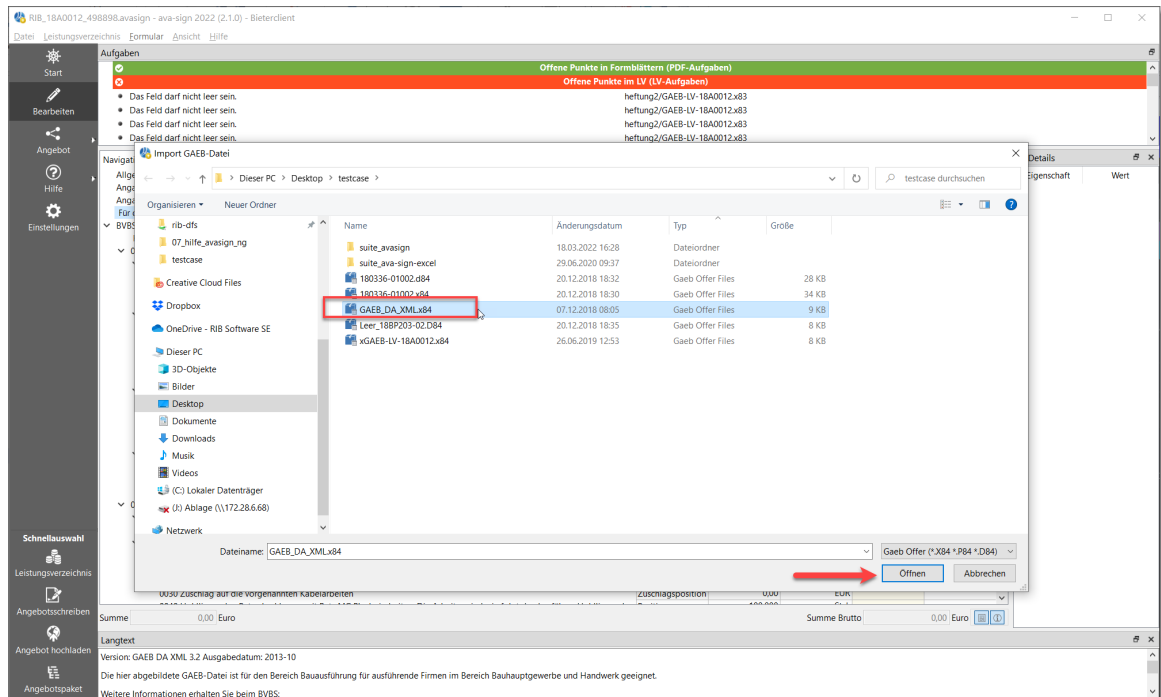 RIB_18A0012_498898.avasign - ava-sign 2022 (2.1.0) - Bieterclient
Datei Leistungsverzeichnis Formular Ansicht Hilfe
Start
Bearbeiten
Angebot
Hilfe
Einstellungen
Schnellauswahl
Leistungsverzeichnis
Angebotsschreiben
Angebot hochladen
Angebotspaket
Aufgaben
Offene Punkte in Formblättern (PDF-Aufgaben)
Offene Punkte im LV (LV-Aufgaben)
Das Feld darf nicht leer sein. heftung2/GAEB-LV-18A0012.x83
Das Feld darf nicht leer sein. heftung2/GAEB-LV-18A0012.x83
Das Feld darf nicht leer sein. heftung2/GAEB-LV-18A0012.x83
Das Feld darf nicht leer sein. heftung2/GAEB-LV-18A0012.x83
Details
Eigenschaft Wert
Import GAEB-Datei
Dieser PC > Desktop > testcase >
testcase durchsuchen
Organisieren Neuer Ordner
rib-dfs
07_hilfe_avasign_ng
testcase
Creative Cloud Files
Dropbox
OneDrive - RIB Software SE
Dieser PC
3D-Objekte
Bilder
Desktop
Dokumente
Downloads
Musik
Videos
(C:) Lokaler Datenträger
(J:) Ablage (\\172.28.6.68)
Netzwerk
Name Änderungsdatum Typ Größe
suite_avasign 18.03.2022 16:28 Dateiordner
suite_ava-sign-excel 29.06.2020 09:37 Dateiordner
180336-01002.d84 20.12.2018 18:32 Gaeb Offer Files 28 KB
180336-01002.x84 20.12.2018 18:30 Gaeb Offer Files 34 KB
GAEB_DA_XML.x84 07.12.2018 08:05 Gaeb Offer Files 9 KB
Leer_18BP203-02.D84 20.12.2018 18:35 Gaeb Offer Files 8 KB
xGAEB-LV-18A0012.x84 26.06.2019 12:53 Gaeb Offer Files 8 KB
Dateiname: GAEB_DA_XML.x84
Gaeb Offer (*.X84 *.P84 *.D84)
Öffnen Abbrechen
0030 Zuschlag auf die vorgenannten Kabelarbeiten Zuschlagsposition 0,00 EUR
Summe 0,00 Euro Summe Brutto 0,00 Euro
Langtext
Version: GAEB DA XML 3.2 Ausgabedatum: 2013-10
Die hier abgebildete GAEB-Datei ist für den Bereich Bauausführung für ausführende Firmen im Bereich Bauhauptgewerbe und Handwerk geeignet.
Weitere Informationen erhalten Sie beim BVBS: